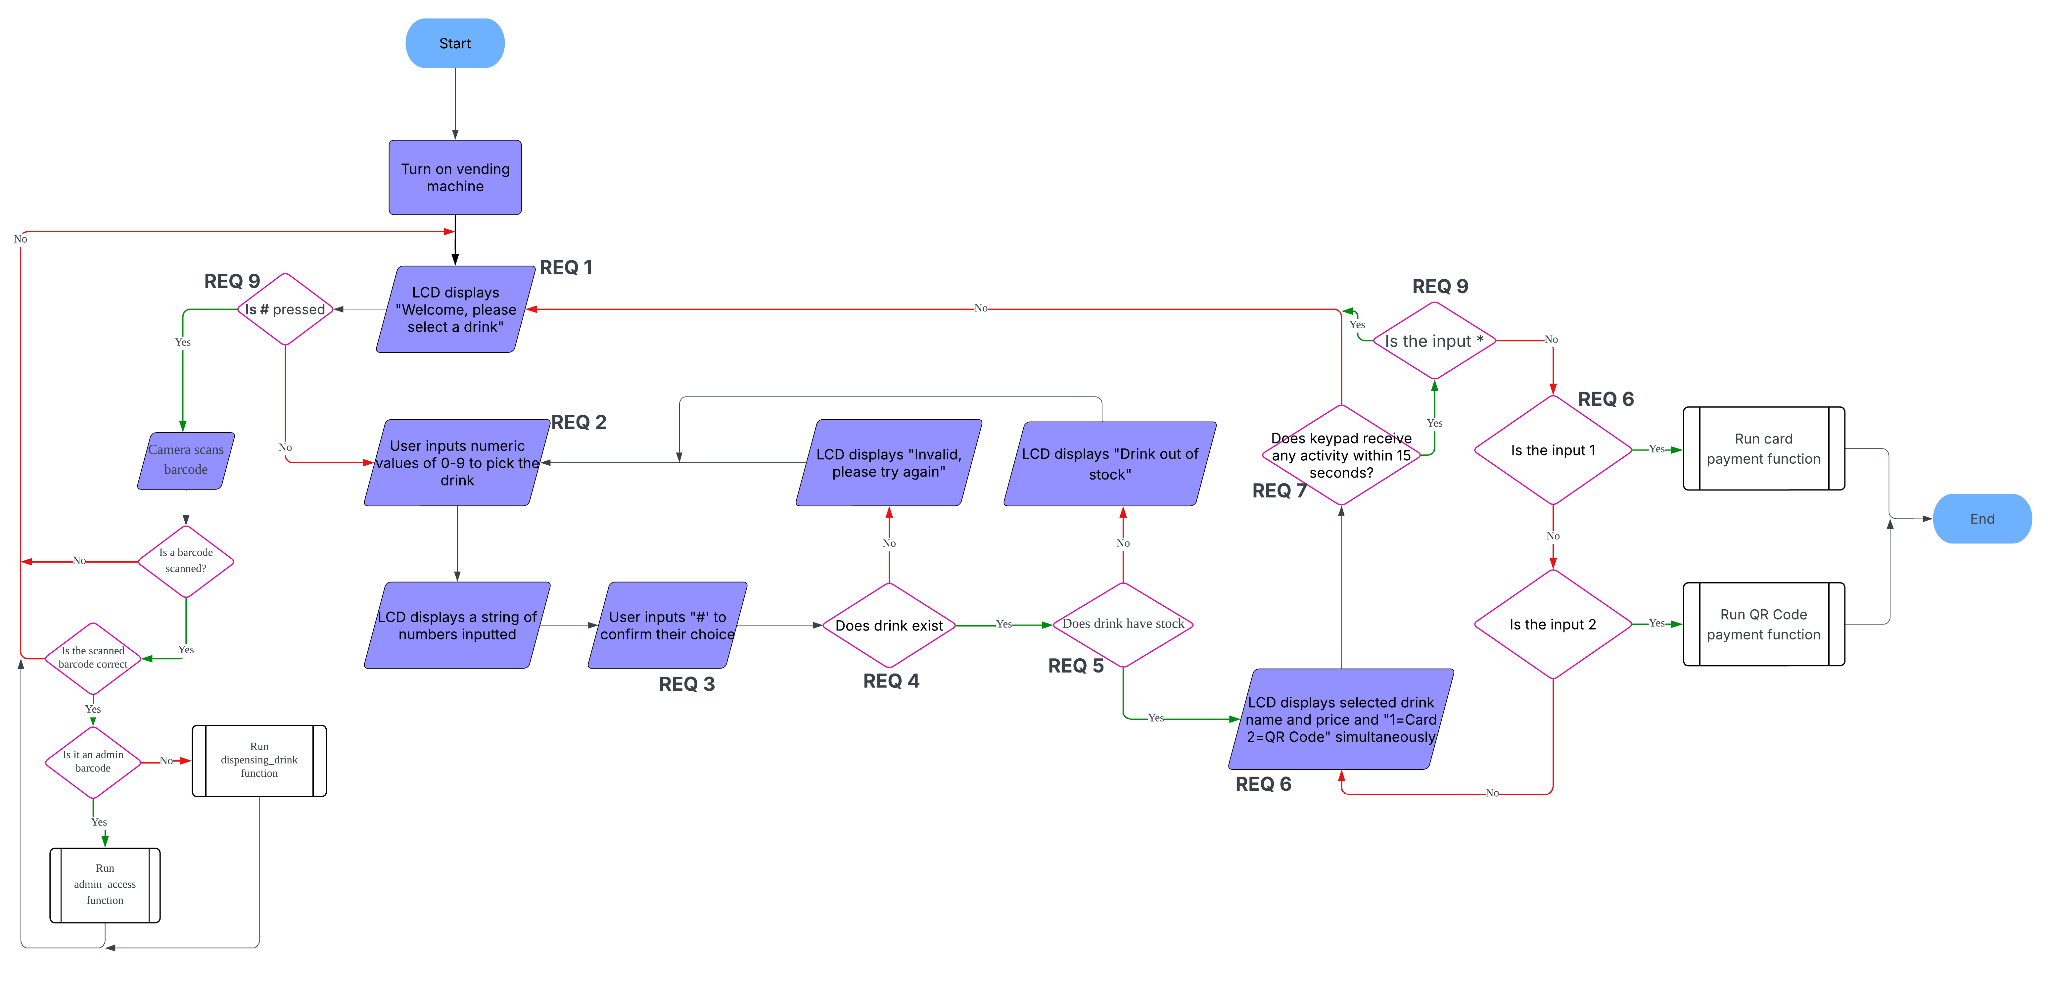 Start
Turn on vending
machine
No
REQ 1
LCD displays
"Welcome, please
select a drink"
REQ 9
Is # pressed
Yes
No
No
REQ 9
Is the input *
Yes
No
Camera scans
barcode
REQ 2
User inputs numeric
values of 0-9 to pick the
drink
LCD displays "Invalid,
please try again"
LCD displays "Drink out of
stock"
Does keypad receive
any activity within 15
seconds?
REQ 7
Yes
REQ 6
Is the input 1
Yes
Run card
payment function
No
End
Is a barcode
scanned?
No
Yes
Is the scanned
barcode correct
Yes
Is it an admin
barcode
No
Run
dispensing_drink
function
Yes
Run
admin_access
function
LCD displays a string of
numbers inputted
User inputs "#' to
confirm their choice
REQ 3
Does drink exist
REQ 4
No
Yes
Does drink have stock
REQ 5
No
Yes
LCD displays selected drink
name and price and "1=Card
2=QR Code" simultaneously
REQ 6
Is the input 2
Yes
Run QR Code
payment function
No